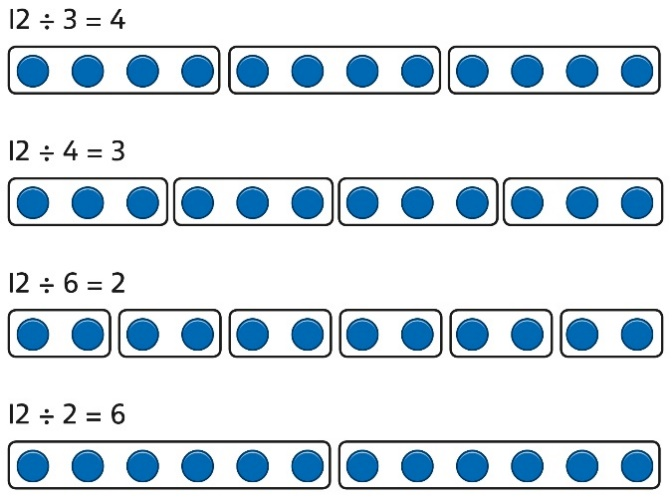 12 ÷ 3 = 4
12 ÷ 4 = 3
12 ÷ 6 = 2
12 ÷ 2 = 6